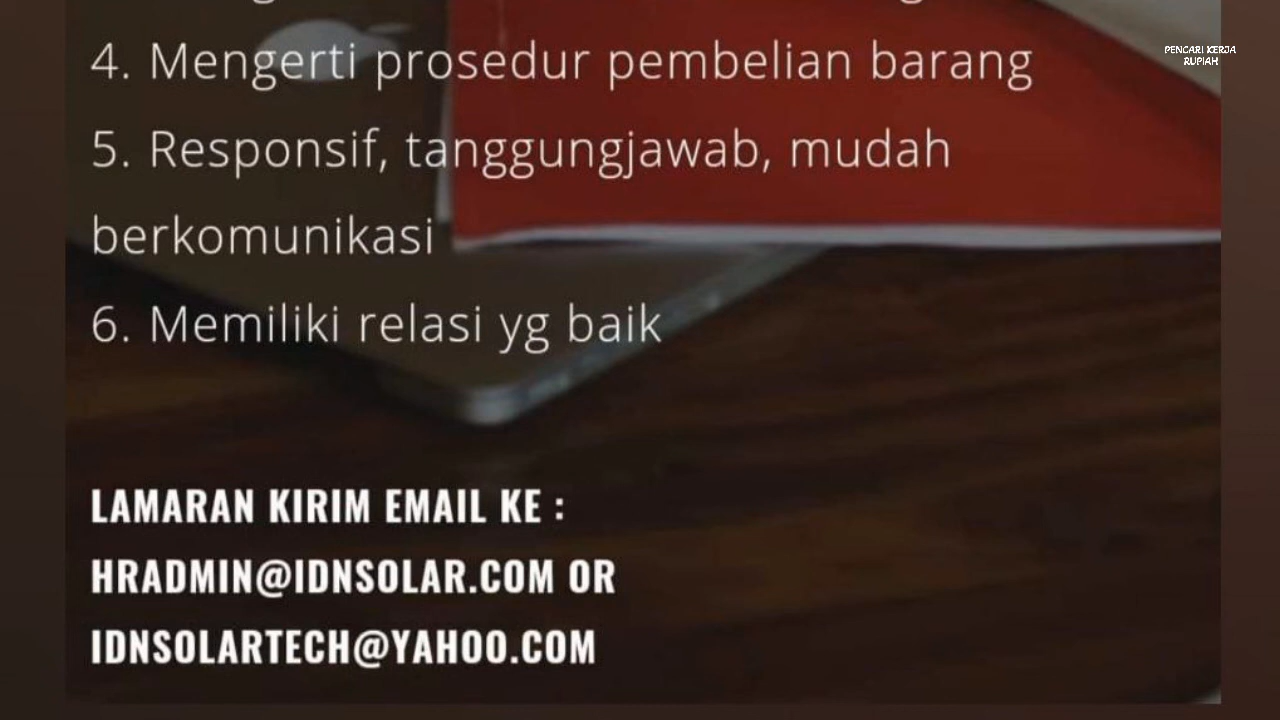 4. Mengerti prosedur pembelian barang
5. Responsif, tanggungjawab, mudah
berkomunikasi
6. Memiliki relasi yg baik
LAMARAN KIRIM EMAIL KE :
HRADMIN@IDNSOLAR.COM OR
IDNSOLARTECH@YAHOO.COM
PENCARI KERJA
RUPIAH